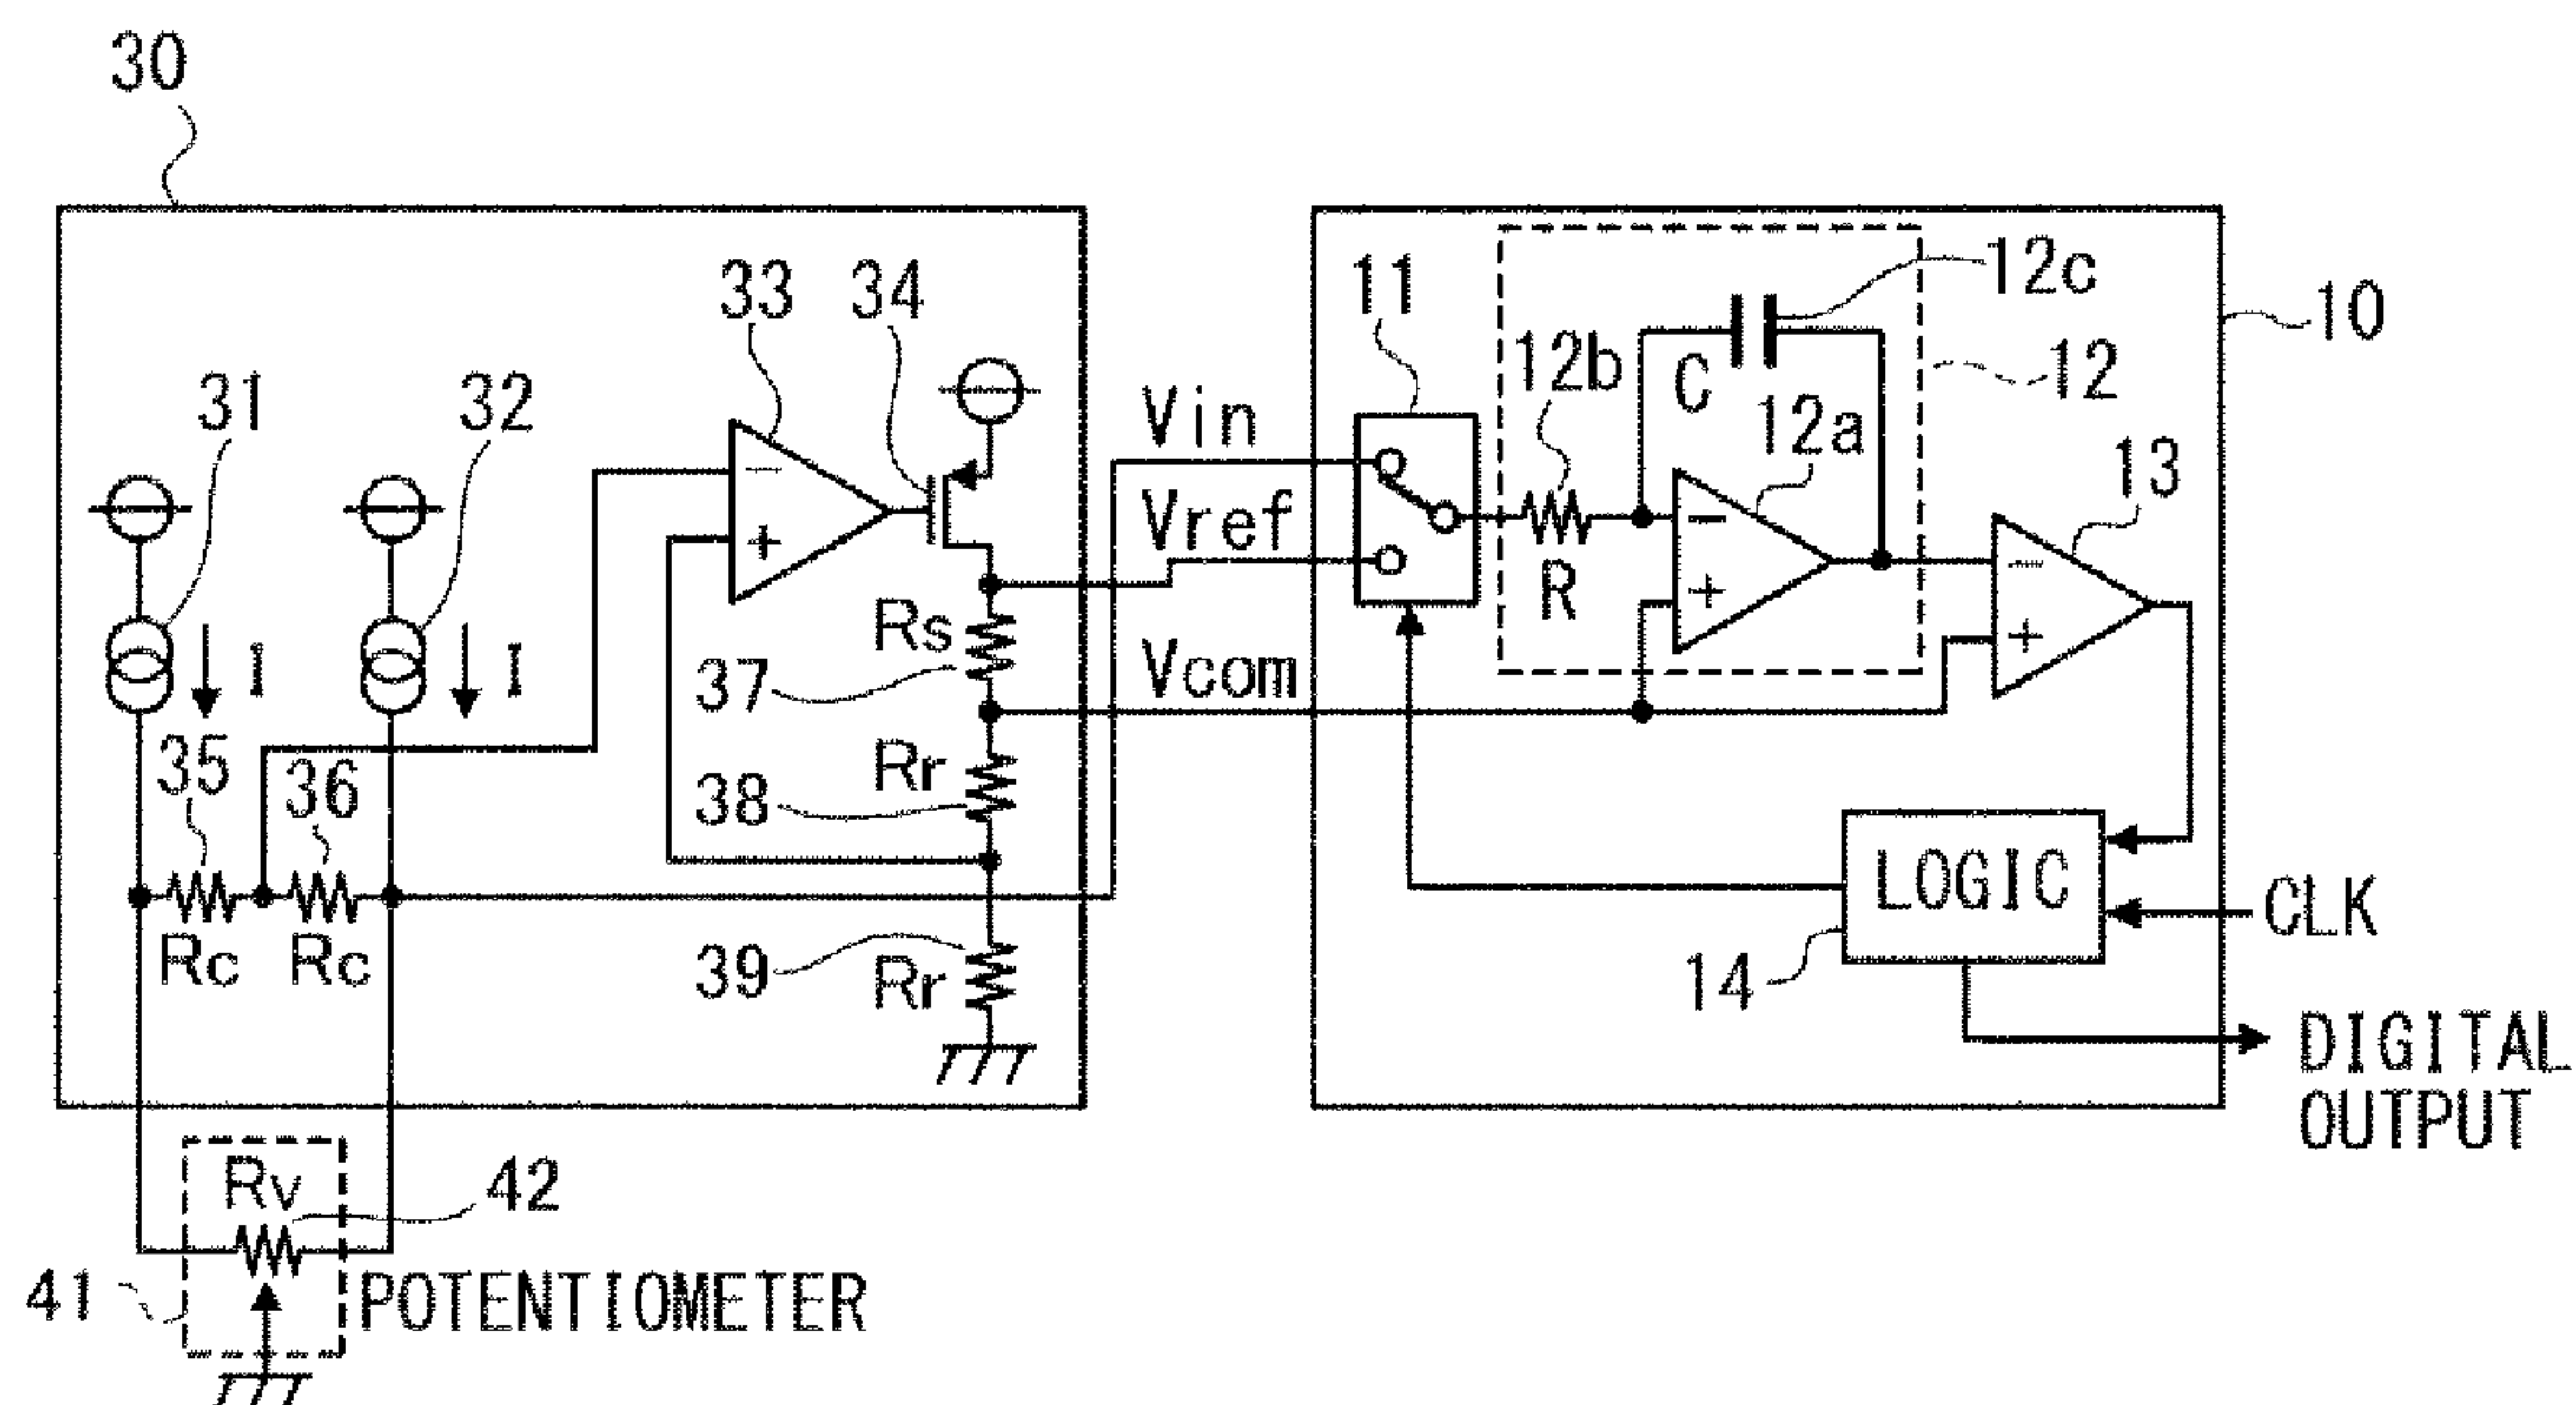 30
31
32
33
34
Vin
Vref
Vcom
11
12b
C
12a
12c
12
10
13
R
I
I
Rs
37
35
36
Rr
38
Rc
Rc
39
Rr
LOGIC
14
CLK
DIGITAL
OUTPUT
Rv
42
41
POTENTIOMETER